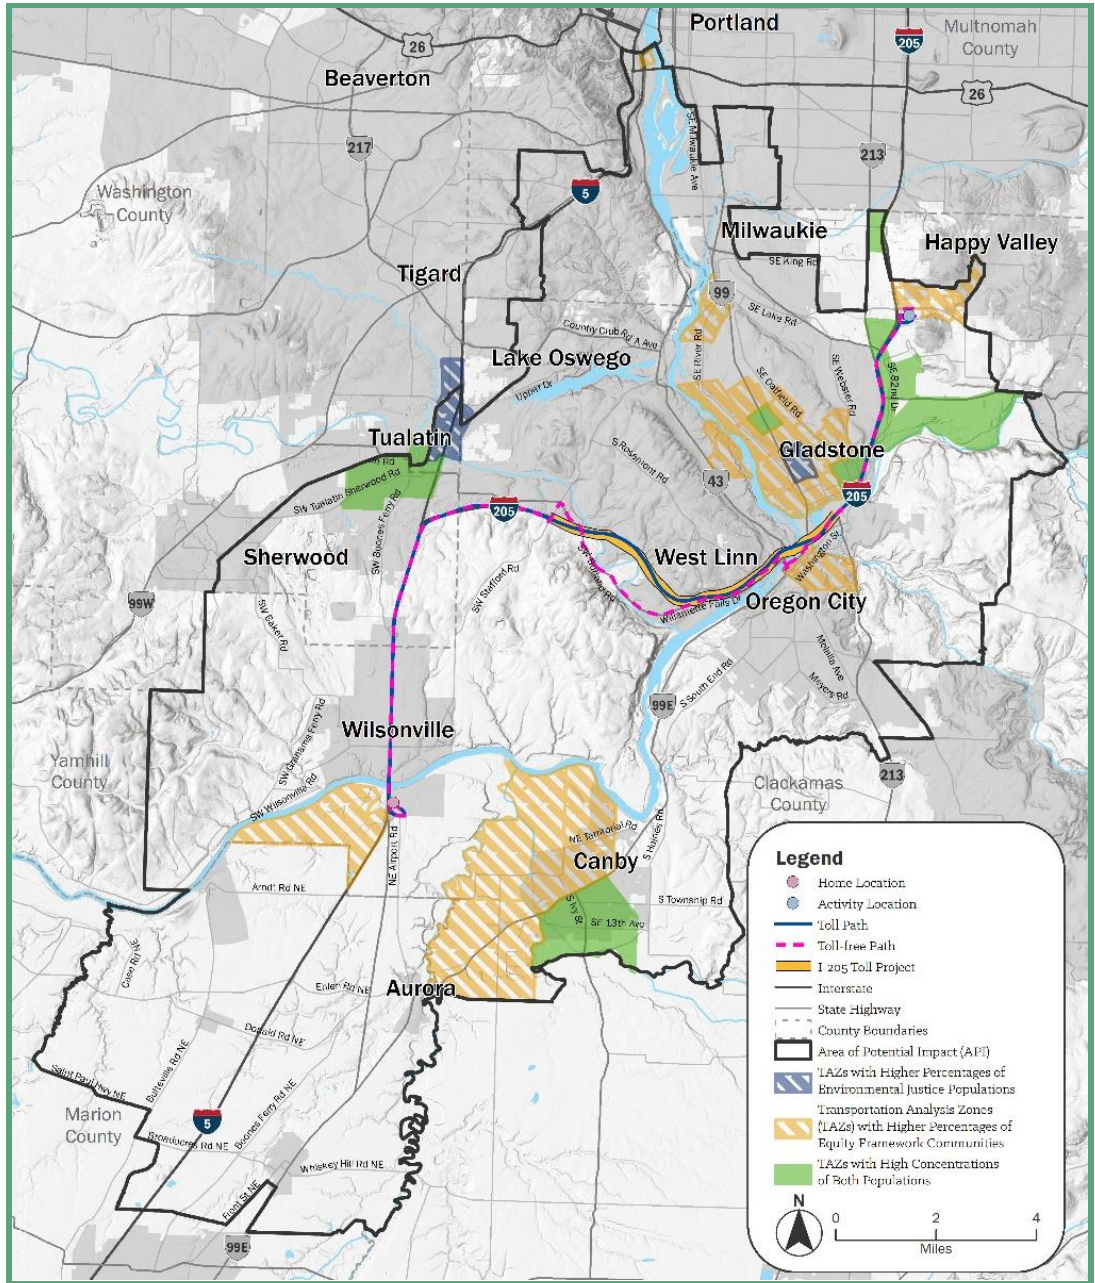 Portland
Multnomah
County
205
26
Beaverton
26
217
213
SE Milwaukie Ave
Washington
County
5
Milwaukie
Happy Valley
SE King Rd
Tigard
99
SE Lake Rd
Country Club Rd
A Ave
SE River Rd
Lake Oswego
SE Webster Rd
SE 82nd Dr
Upper Dr
SE Oatfield Rd
Tualatin
Gladstone
S Rosemont Rd
SW Tualatin Sherwood Rd
43
205
SW Boones Ferry Rd
205
Sherwood
West Linn
Washington St
SW Borland Rd
SW Stafford Rd
99W
Willamette Falls Dr
Oregon City
SW Baker Rd
Molalla Ave
Meyers Rd
S South End Rd
99E
SW Grahams Ferry Rd
Wilsonville
Yamhill
County
213
Clackamas
County
SW Wilsonville Rd
NE Airport Rd
NE Territorial Rd
S Haines Rd
Canby
Arndt Rd NE
S Township Rd
S Ivy St
SE 13th Ave
Case Rd NE
Ehlen Rd NE
Aurora
Donald Rd NE
Saint Paul Hwy NE
Butteville Rd NE
Boones Ferry Rd NE
Marion
County
5
Broadacres Rd NE
Whiskey Hill Rd NE
Front St NE
99E
Legend
Home Location
Activity Location
Toll Path
Toll-free Path
I-205 Toll Project
Interstate
State Highway
County Boundaries
Area of Potential Impact (API)
TAZs with Higher Percentages of
Environmental Justice Populations
Transportation Analysis Zones
(TAZs) with Higher Percentages of
Equity Framework Communities
TAZs with High Concentrations
of Both Populations
N
0 2 4
Miles